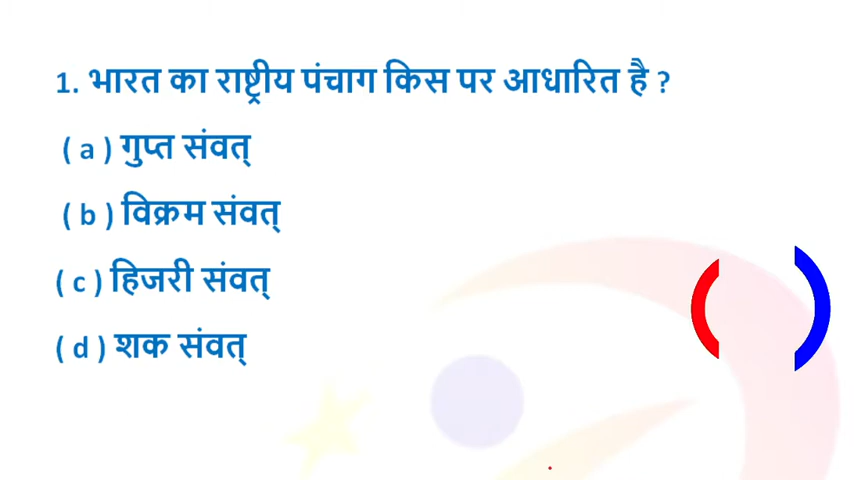 1. भारत का राष्ट्रीय पंचाग किस पर आधारित है ?
( a ) गुप्त संवत्
( b ) विक्रम संवत्
( c ) हिजरी संवत्
( d ) शक संवत्